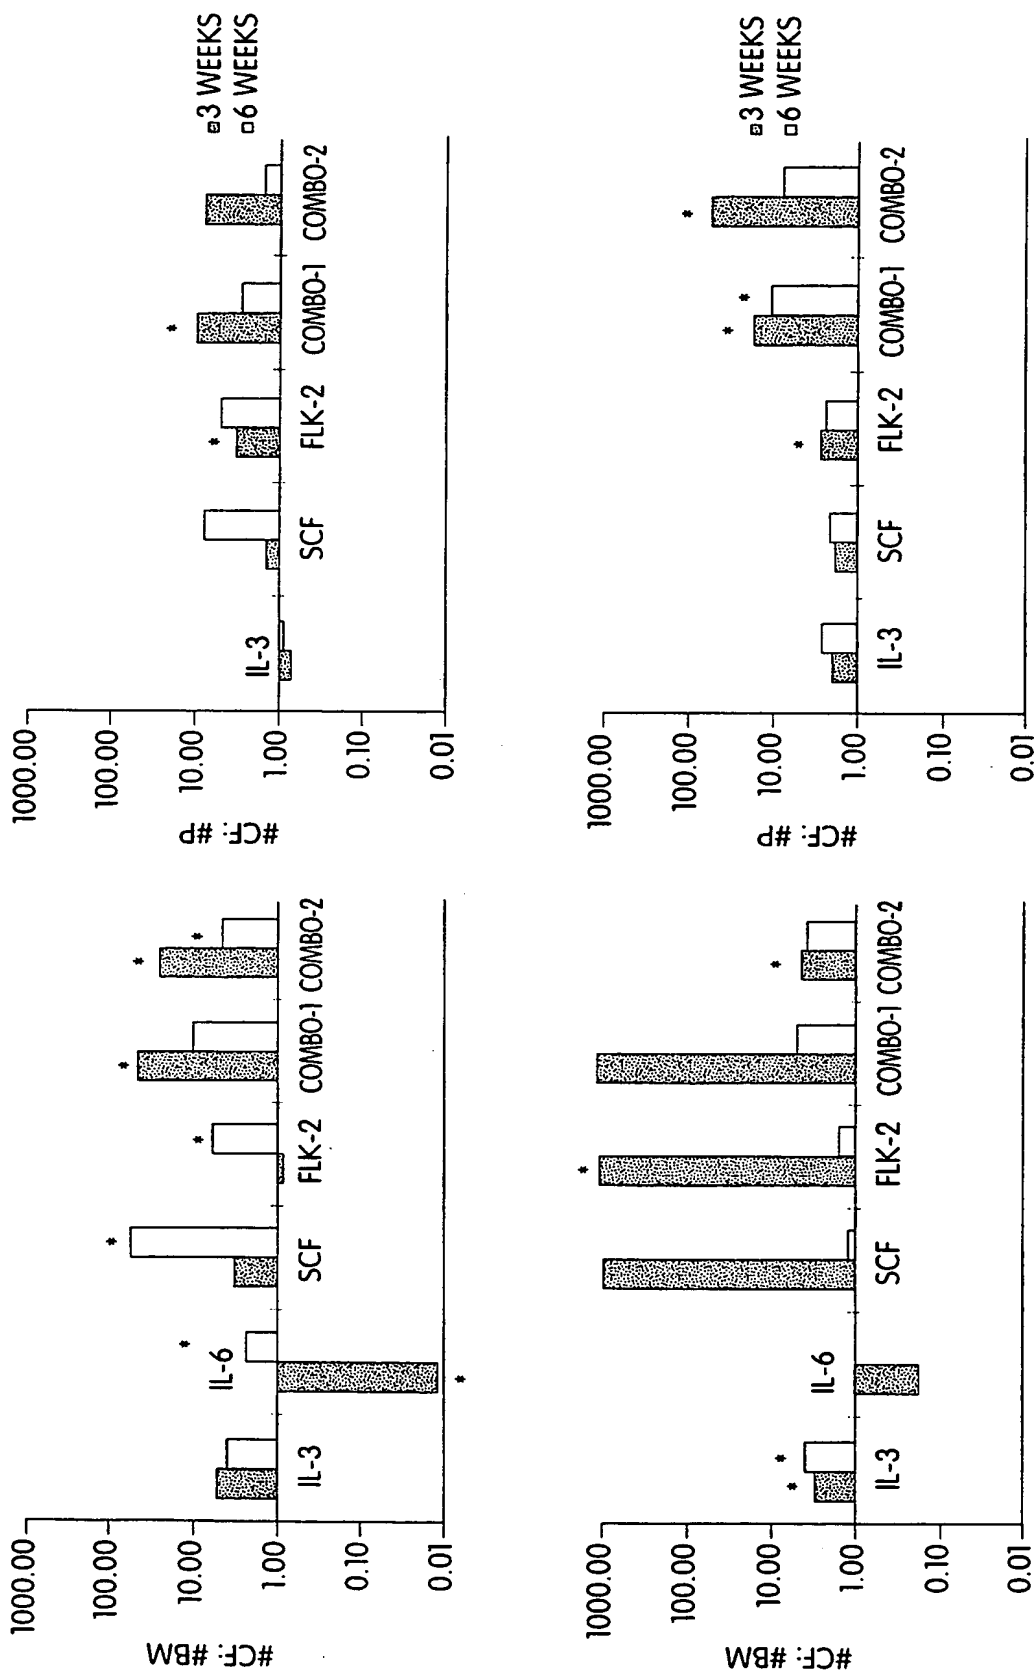 1000.00
100.00
10.00
1.00
0.10
0.01
#CF: #BM
IL-3
IL-6
SCF
FLK-2
COMBO-1
COMBO-2
*
*
*
*
*
*
*
1000.00
100.00
10.00
1.00
0.10
0.01
#CF: #P
IL-3
SCF
FLK-2
COMBO-1
COMBO-2
*
*
3 WEEKS
6 WEEKS
1000.00
100.00
10.00
1.00
0.10
0.01
#CF: #BM
IL-3
IL-6
SCF
FLK-2
COMBO-1
COMBO-2
*
*
*
*
1000.00
100.00
10.00
1.00
0.10
0.01
#CF: #P
IL-3
SCF
FLK-2
COMBO-1
COMBO-2
*
*
*
*
3 WEEKS
6 WEEKS